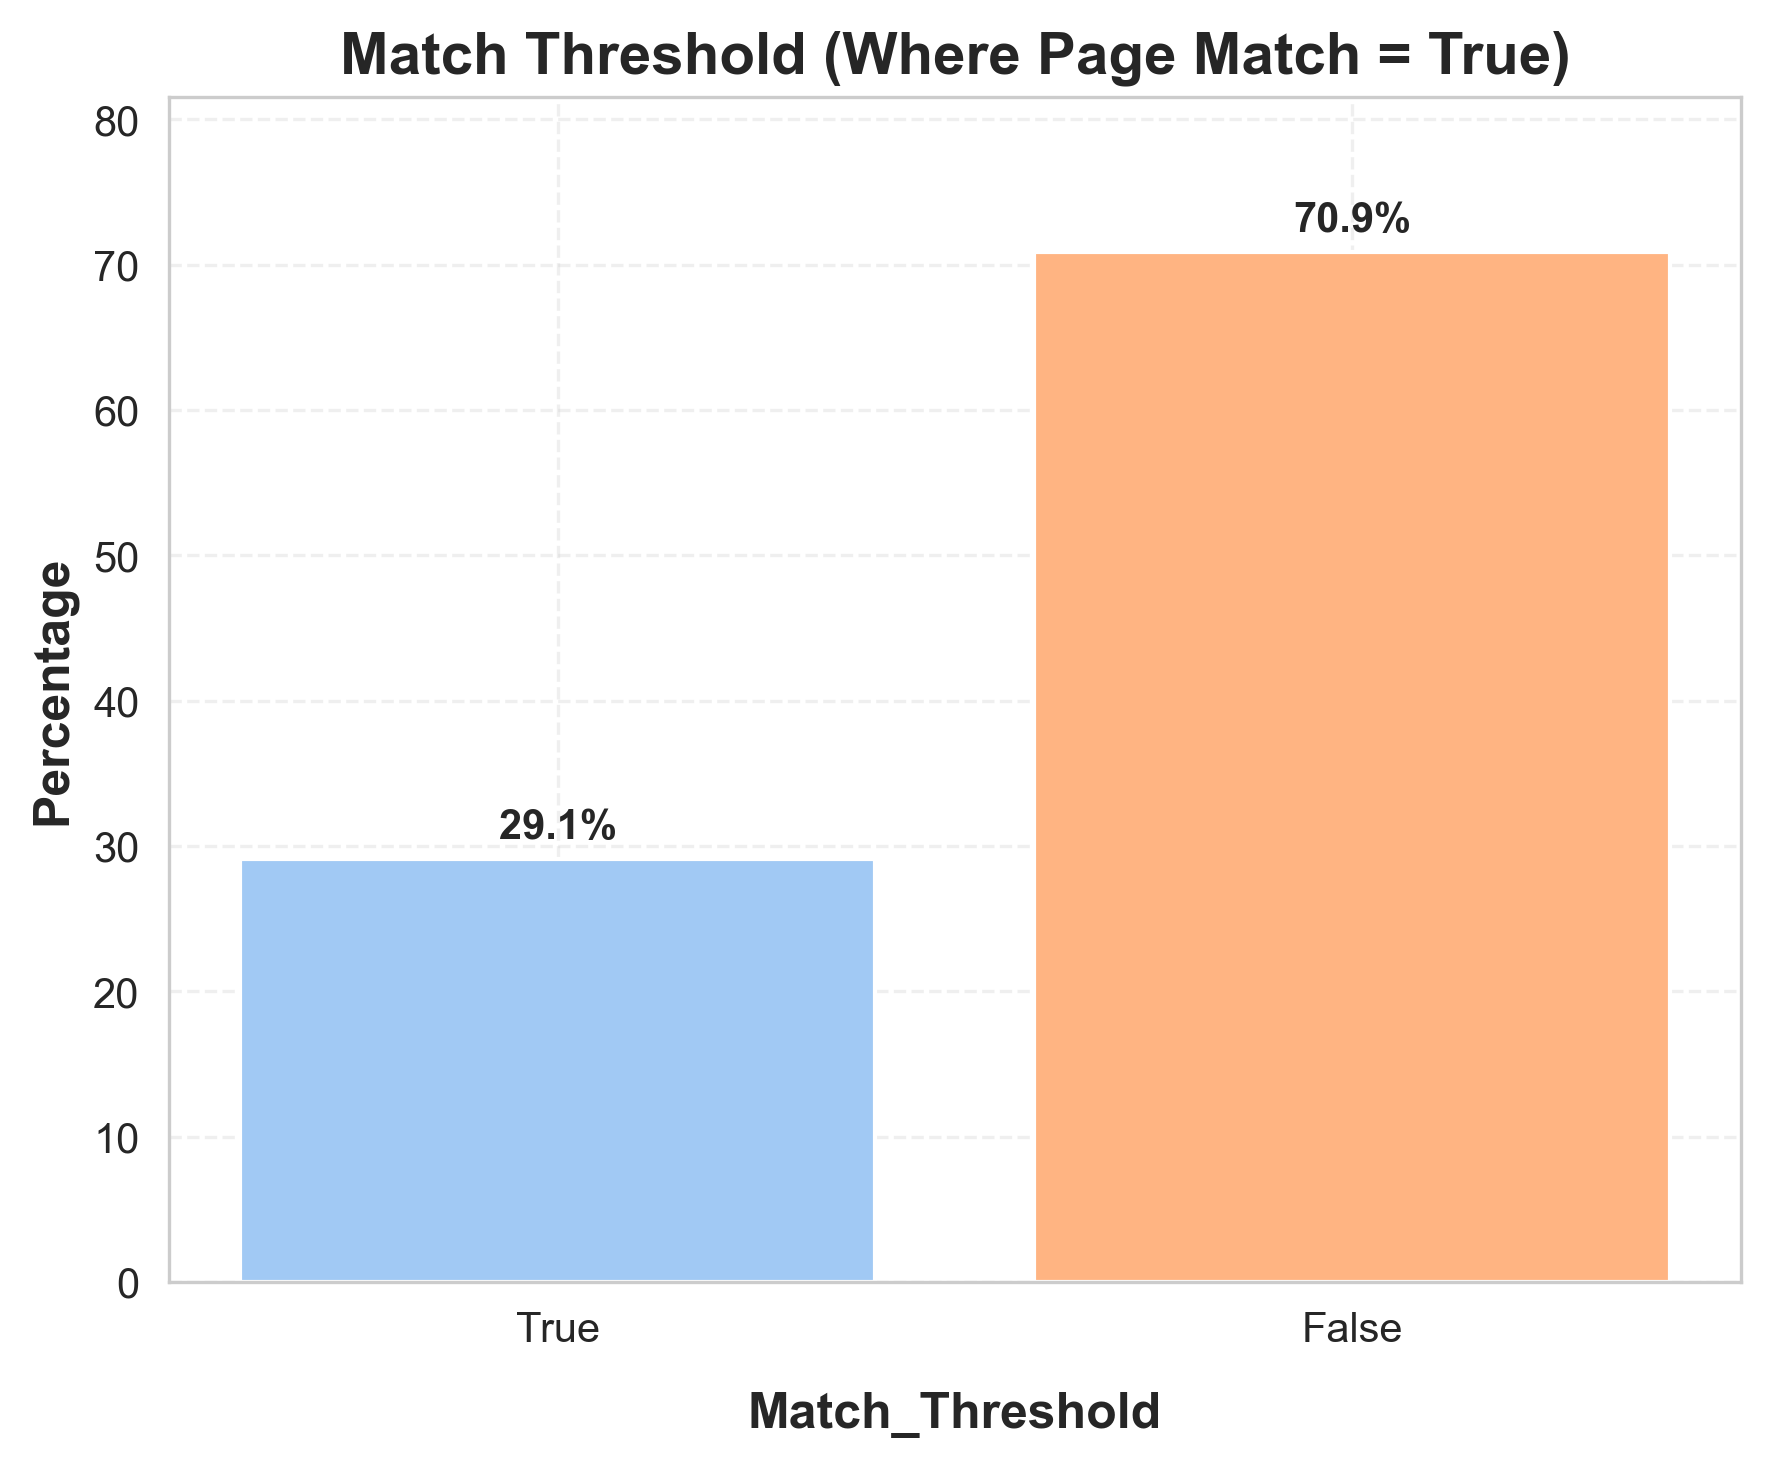 Match Threshold (Where Page Match = True)
80
70
60
50
40
30
20
10
0
Percentage
29.1%
70.9%
True
False
Match_Threshold